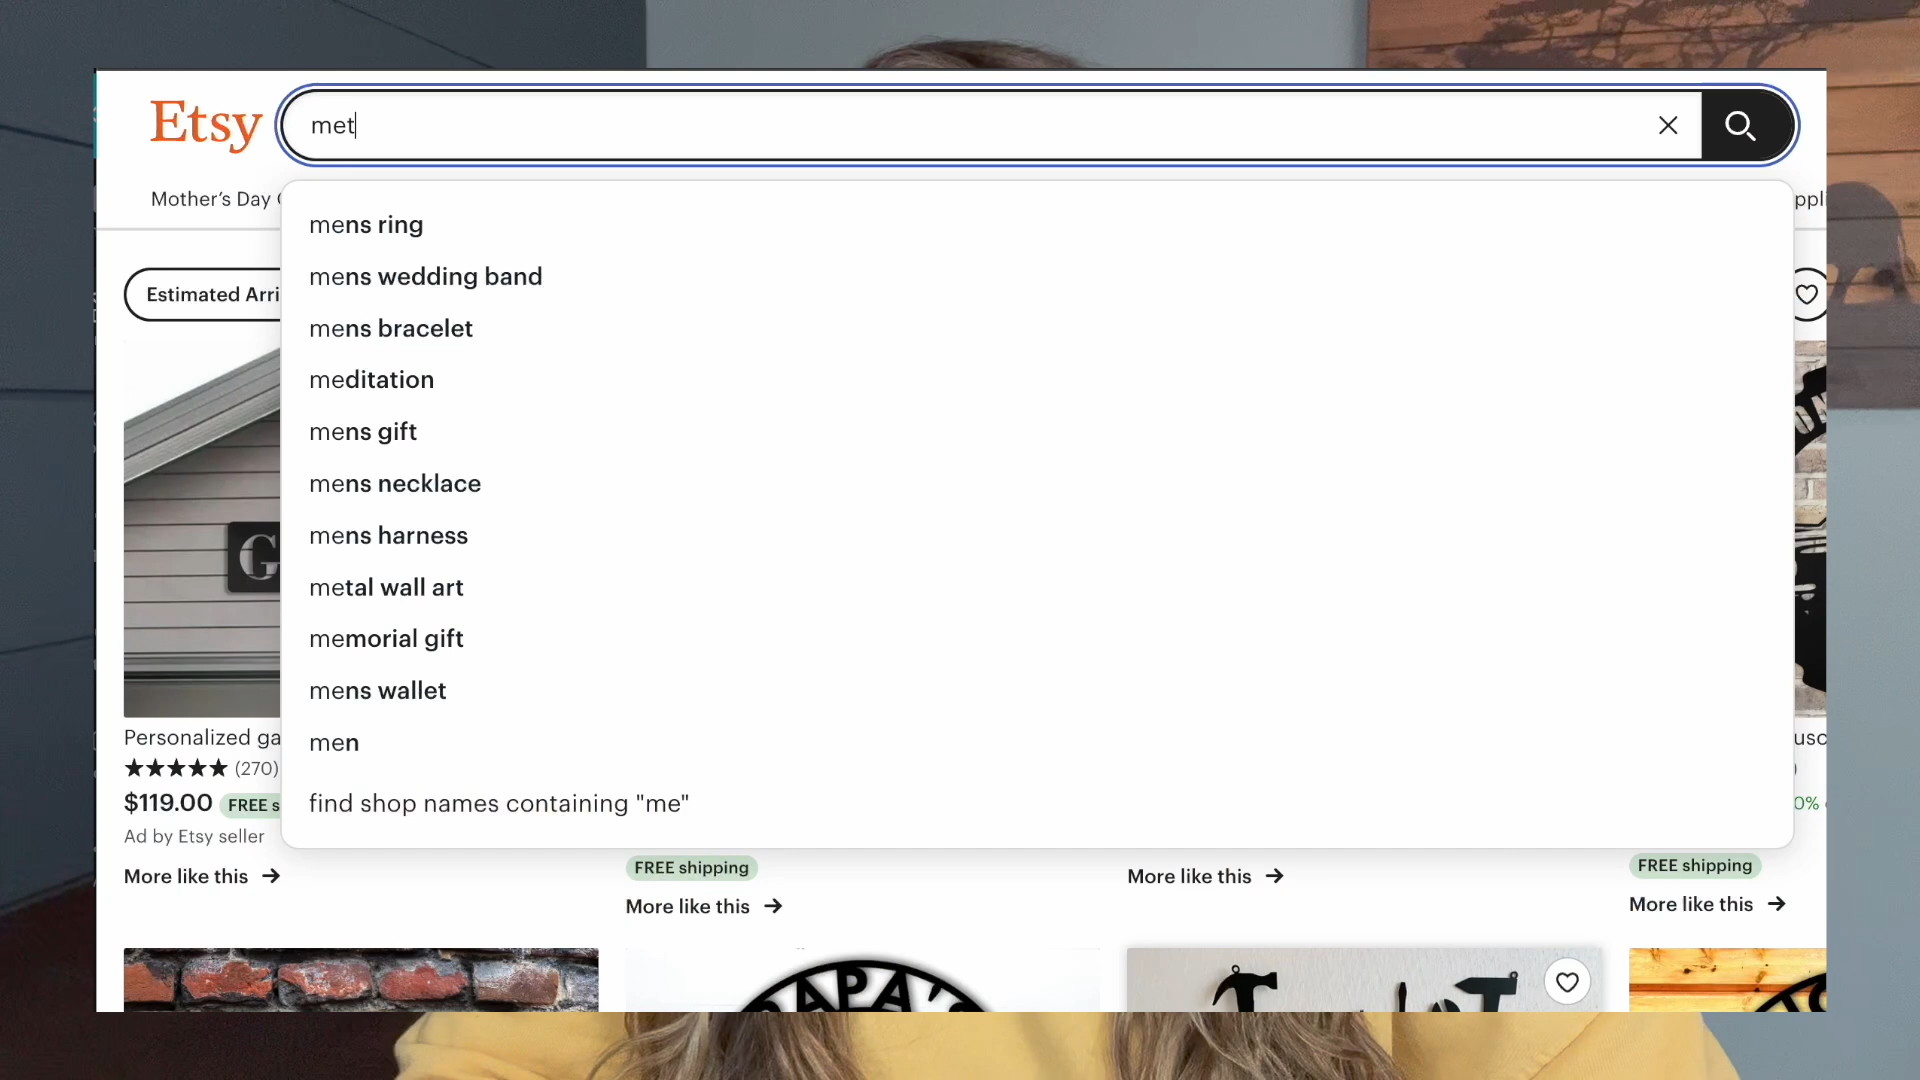 Etsy
met
Mother's Day
mens ring
mens wedding band
mens bracelet
meditation
mens gift
mens necklace
mens harness
metal wall art
memorial gift
mens wallet
men
find shop names containing "me"
Estimated Arri
G
Personalized ga
(270)
$119.00 FREE s
Ad by Etsy seller
More like this
FREE shipping
More like this
More like this
0%
FREE shipping
More like this
PAPA'S